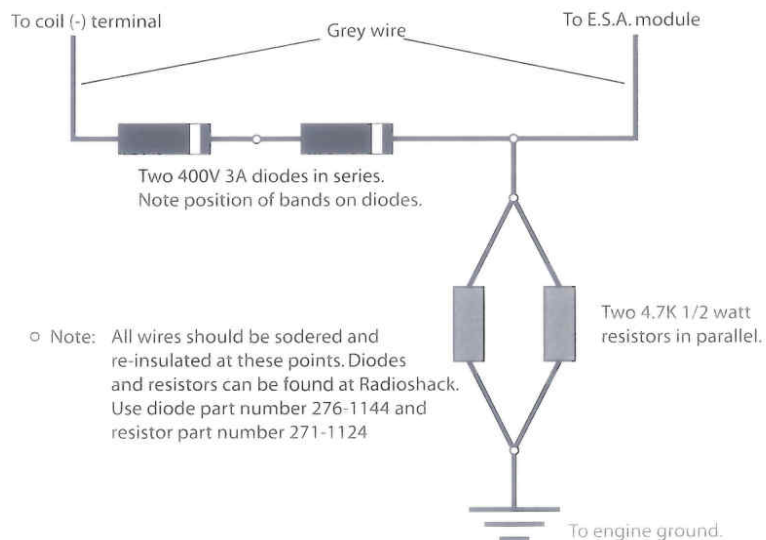 To coil (-) terminal
Grey wire
To E.S.A. module
Two 400V 3A diodes in series.
Note position of bands on diodes.
Two 4.7K 1/2 watt
resistors in parallel.
Note: All wires should be sodered and
re-insulated at these points. Diodes
and resistors can be found at Radioshack.
Use diode part number 276-1144 and
resistor part number 271-1124
To engine ground.